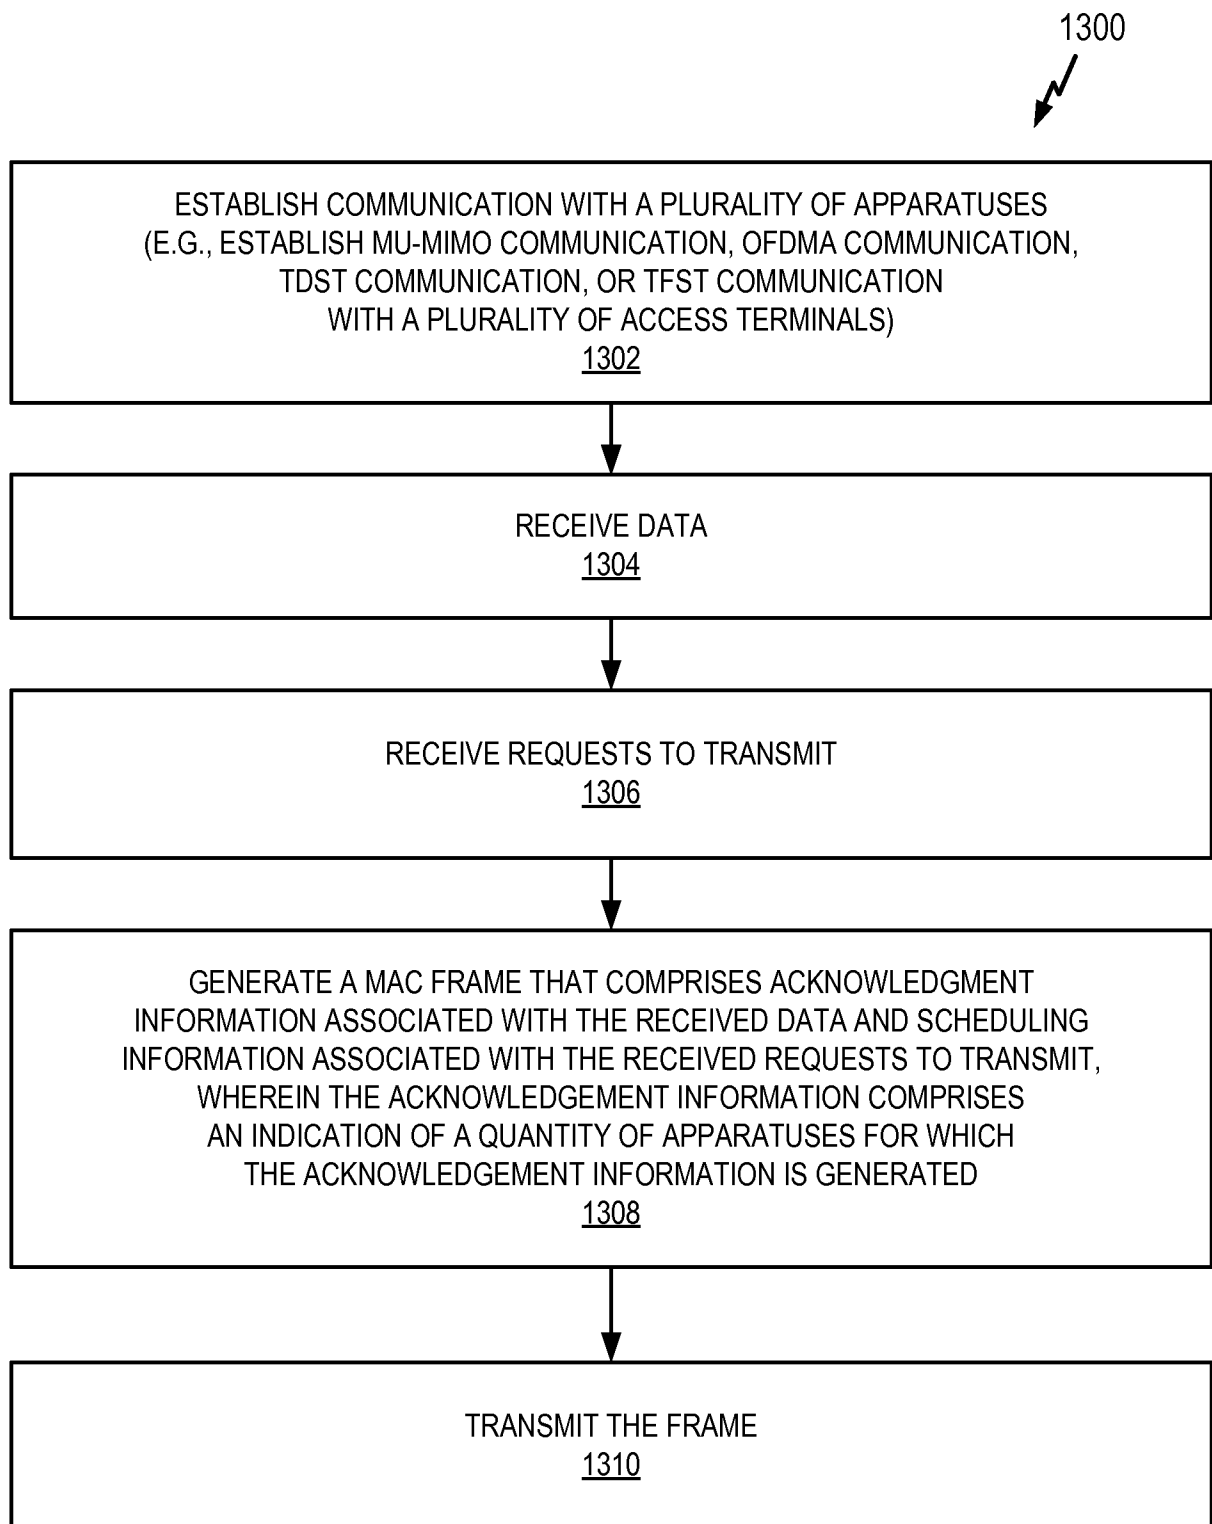 1300
ESTABLISH COMMUNICATION WITH A PLURALITY OF APPARATUSES
(E.G., ESTABLISH MU-MIMO COMMUNICATION, OFDMA COMMUNICATION,
TDST COMMUNICATION, OR TFST COMMUNICATION
WITH A PLURALITY OF ACCESS TERMINALS)
1302
RECEIVE DATA
1304
RECEIVE REQUESTS TO TRANSMIT
1306
GENERATE A MAC FRAME THAT COMPRISES ACKNOWLEDGMENT
INFORMATION ASSOCIATED WITH THE RECEIVED DATA AND SCHEDULING
INFORMATION ASSOCIATED WITH THE RECEIVED REQUESTS TO TRANSMIT,
WHEREIN THE ACKNOWLEDGEMENT INFORMATION COMPRISES
AN INDICATION OF A QUANTITY OF APPARATUSES FOR WHICH
THE ACKNOWLEDGEMENT INFORMATION IS GENERATED
1308
TRANSMIT THE FRAME
1310